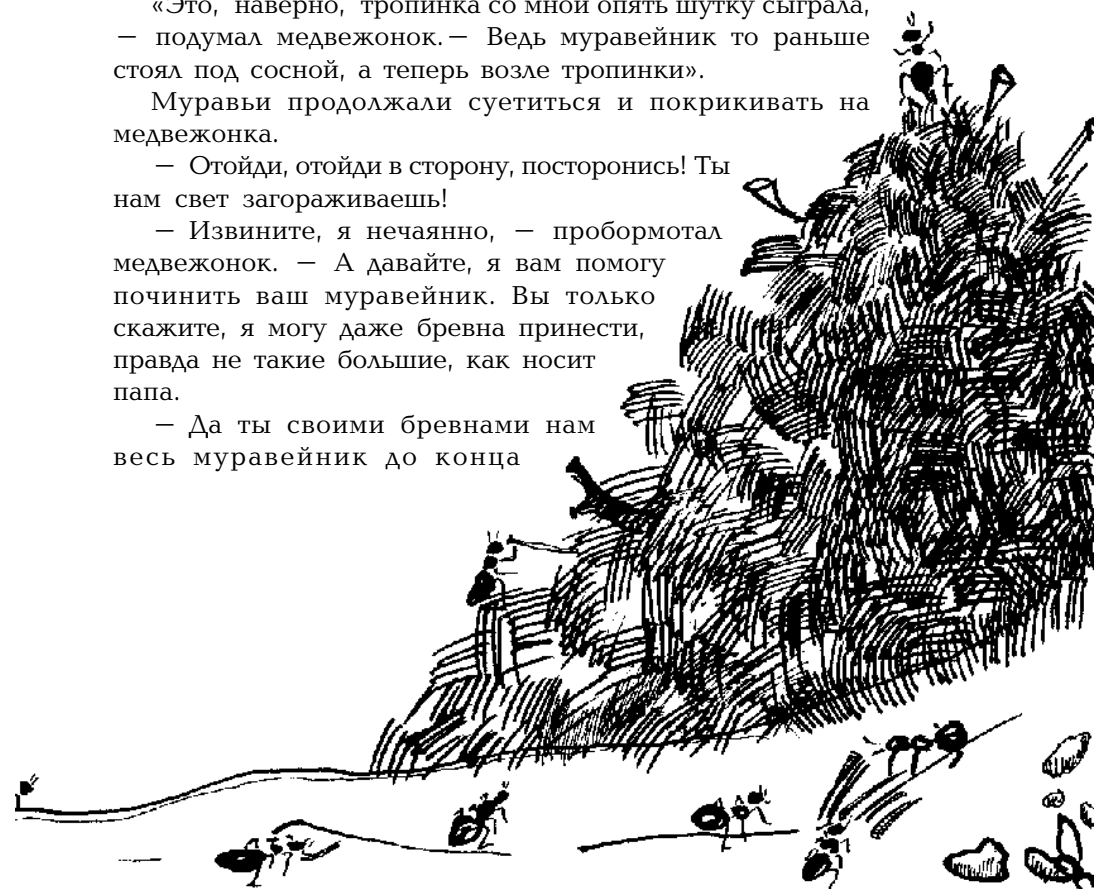 «Это, наверно, тропинка со мной опять шутку сыграла,
— подумал медвежонок.— Ведь муравейник то раньше
стоял под сосной, а теперь возле тропинки».
Муравьи продолжали суетиться и покрикивать на
медвежонка.
— Отойди, отойди в сторону, посторонись! Ты
нам свет загораживаешь!
— Извините, я нечаянно, — пробормотал
медвежонок. — А давайте, я вам помогу
починить ваш муравейник. Вы только
скажите, я могу даже бревна принести,
правда не такие большие, как носит
папа.
— Да ты своими бревнами нам
весь муравейник до конца